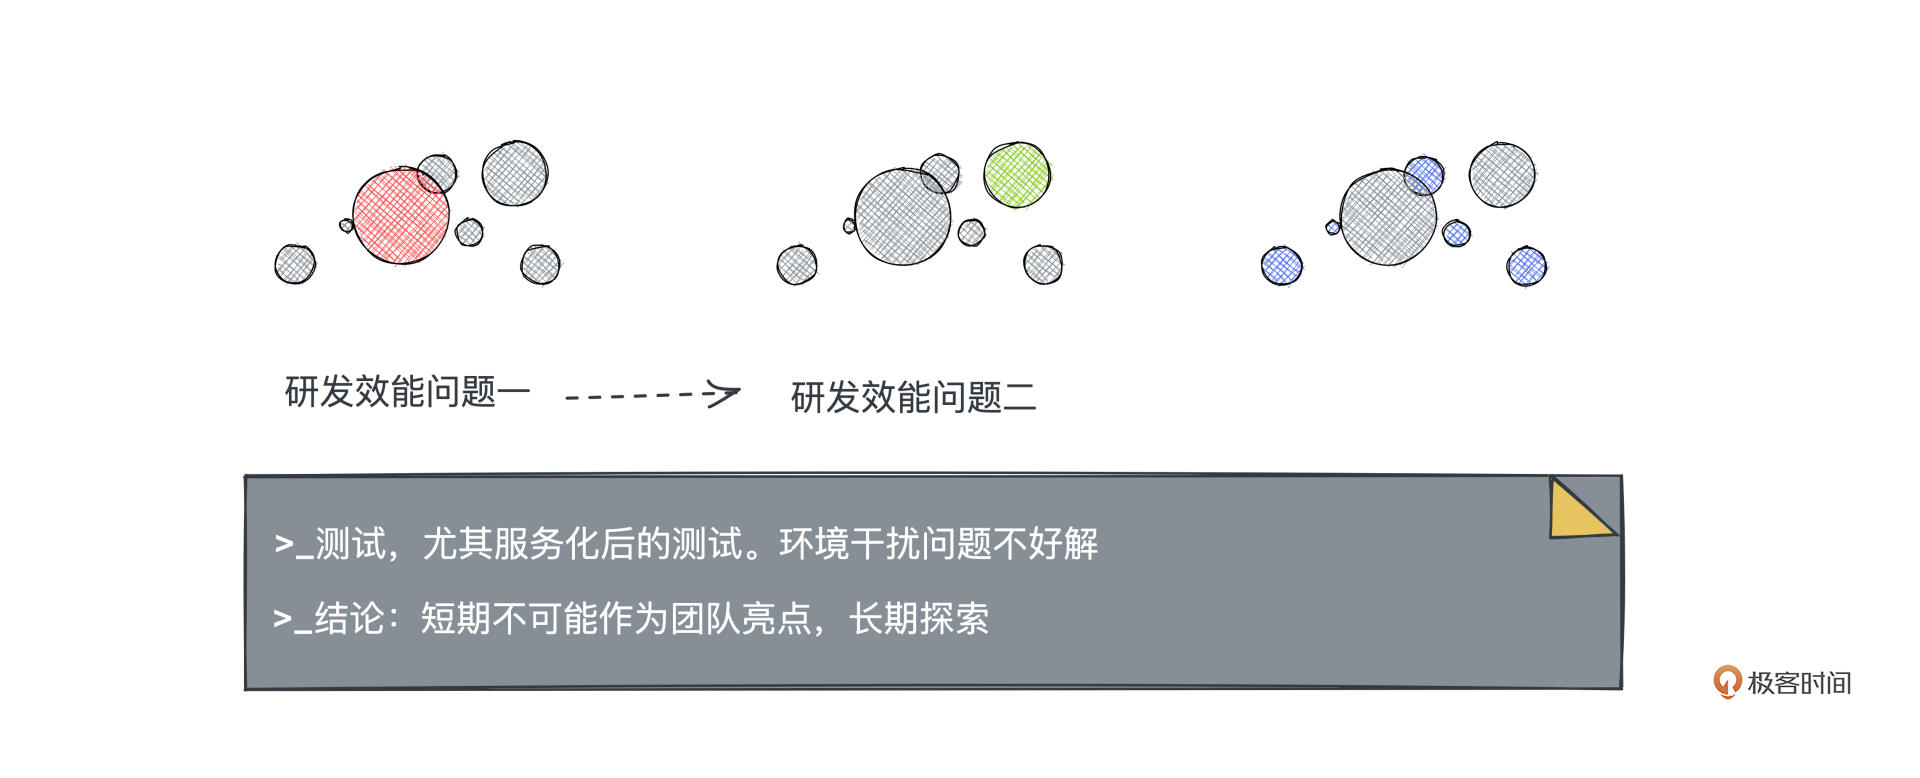 研发效能问题一
研发效能问题二
>_测试，尤其服务化后的测试。环境干扰问题不好解
>_结论：短期不可能作为团队亮点，长期探索
极客时间